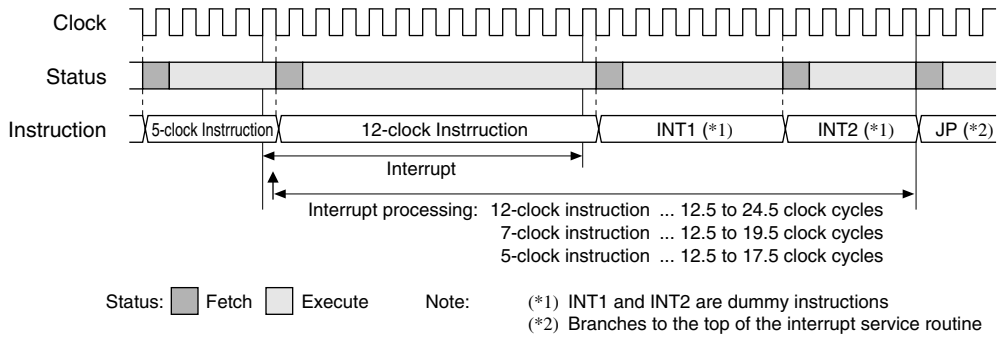 Clock
Status
Instruction
5-clock Instrruction
12-clock Instrruction
INT1 (*1)
INT2 (*1)
JP (*2)
Interrupt
Interrupt processing: 12-clock instruction ... 12.5 to 24.5 clock cycles
7-clock instruction ... 12.5 to 19.5 clock cycles
5-clock instruction ... 12.5 to 17.5 clock cycles
Status: Fetch Execute Note: (*1) INT1 and INT2 are dummy instructions
(*2) Branches to the top of the interrupt service routine